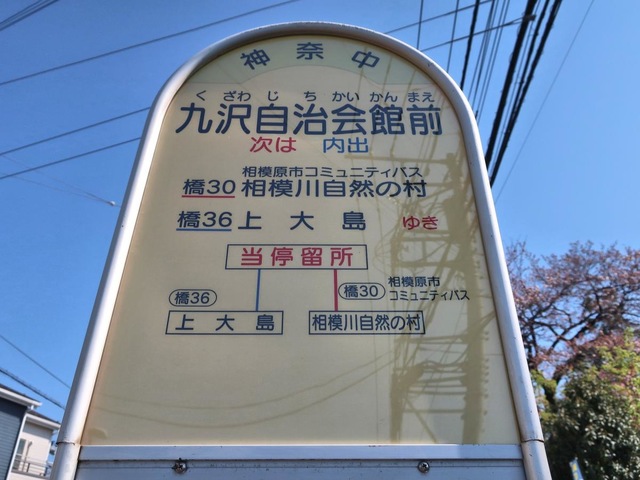 神奈中
く ざわ じ ち かい かん まえ
九沢自治会館前
次は 内出
相模原市コミュニティバス
橋30 相模川自然の村
橋36 上大島 ゆき
当停留所
橋36 橋30 相模原市
コミュニティバス
上大島 相模川自然の村